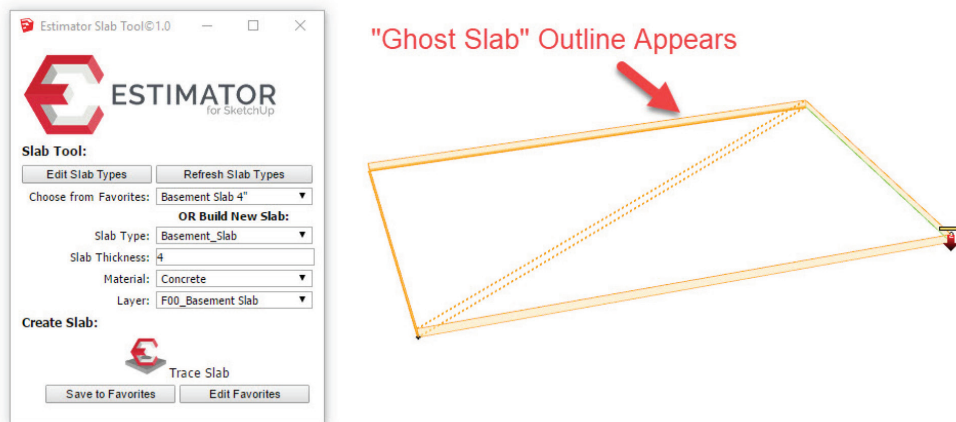 Estimator Slab Tool©1.0
ESTIMATOR
for SketchUp
Slab Tool:
Edit Slab Types Refresh Slab Types
Choose from Favorites: Basement Slab 4"
OR Build New Slab:
Slab Type: Basement_Slab
Slab Thickness: 4
Material: Concrete
Layer: F00_Basement Slab
Create Slab:
Trace Slab
Save to Favorites Edit Favorites
"Ghost Slab" Outline Appears